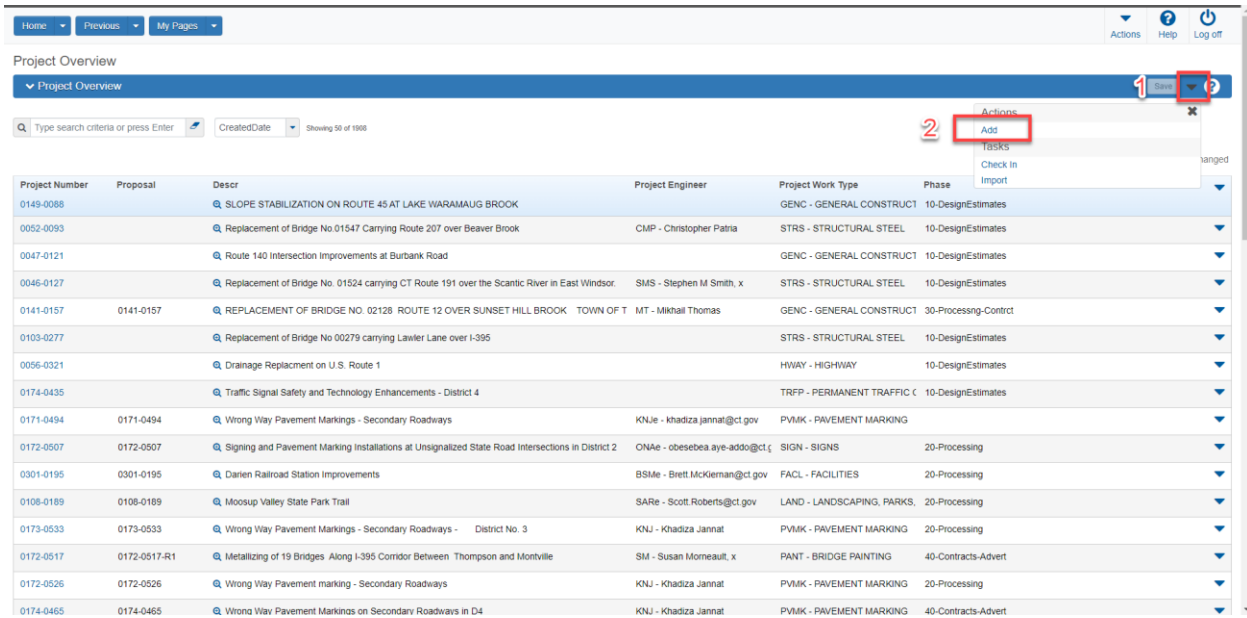 Home Previous My Pages Actions Help Log off
Project Overview
Project Overview 1 Save ?
Type search criteria or press Enter CreatedDate Showing 50 of 1908
Actions
2 Add
Tasks
Check In hanged
Import
Project Number Proposal Descr Project Engineer Project Work Type Phase
0149-0088 SLOPE STABILIZATION ON ROUTE 45 AT LAKE WARAMAUG BROOK GENC - GENERAL CONSTRUCT 10-DesignEstimates
0052-0093 Replacement of Bridge No.01547 Carrying Route 207 over Beaver Brook CMP - Christopher Patria STRS - STRUCTURAL STEEL 10-DesignEstimates
0047-0121 Route 140 Intersection Improvements at Burbank Road GENC - GENERAL CONSTRUCT 10-DesignEstimates
0046-0127 Replacement of Bridge No. 01524 carrying CT Route 191 over the Scantic River in East Windsor. SMS - Stephen M Smith, x STRS - STRUCTURAL STEEL 10-DesignEstimates
0141-0157 0141-0157 REPLACEMENT OF BRIDGE NO. 02128 ROUTE 12 OVER SUNSET HILL BROOK TOWN OF T MT - Mikhail Thomas GENC - GENERAL CONSTRUCT 30-Processng-Contrct
0103-0277 Replacement of Bridge No 00279 carrying Lawler Lane over I-395 STRS - STRUCTURAL STEEL 10-DesignEstimates
0056-0321 Drainage Replacment on U.S. Route 1 HWAY - HIGHWAY 10-DesignEstimates
0174-0435 Traffic Signal Safety and Technology Enhancements - District 4 TRFP - PERMANENT TRAFFIC C 10-DesignEstimates
0171-0494 0171-0494 Wrong Way Pavement Markings - Secondary Roadways KNJe - khadiza.jannat@ct.gov PVMK - PAVEMENT MARKING
0172-0507 0172-0507 Signing and Pavement Marking Installations at Unsignalized State Road Intersections in District 2 ONAe - obesebea.aye-addo@ct.g SIGN - SIGNS 20-Processing
0301-0195 0301-0195 Darien Railroad Station Improvements BSMe - Brett.McKiernan@ct.gov FACL - FACILITIES 20-Processing
0108-0189 0108-0189 Moosup Valley State Park Trail SARe - Scott.Roberts@ct.gov LAND - LANDSCAPING, PARKS, 20-Processing
0173-0533 0173-0533 Wrong Way Pavement Markings - Secondary Roadways - District No. 3 KNJ - Khadiza Jannat PVMK - PAVEMENT MARKING 20-Processing
0172-0517 0172-0517-R1 Metallizing of 19 Bridges Along I-395 Corridor Between Thompson and Montville SM - Susan Morneault, x PANT - BRIDGE PAINTING 40-Contracts-Advert
0172-0526 0172-0526 Wrong Way Pavement marking - Secondary Roadways KNJ - Khadiza Jannat PVMK - PAVEMENT MARKING 20-Processing
0174-0465 0174-0465 Wrong Way Pavement Markings on Secondary Roadways in D4 KNJ - Khadiza Jannat PVMK - PAVEMENT MARKING 40-Contracts-Advert